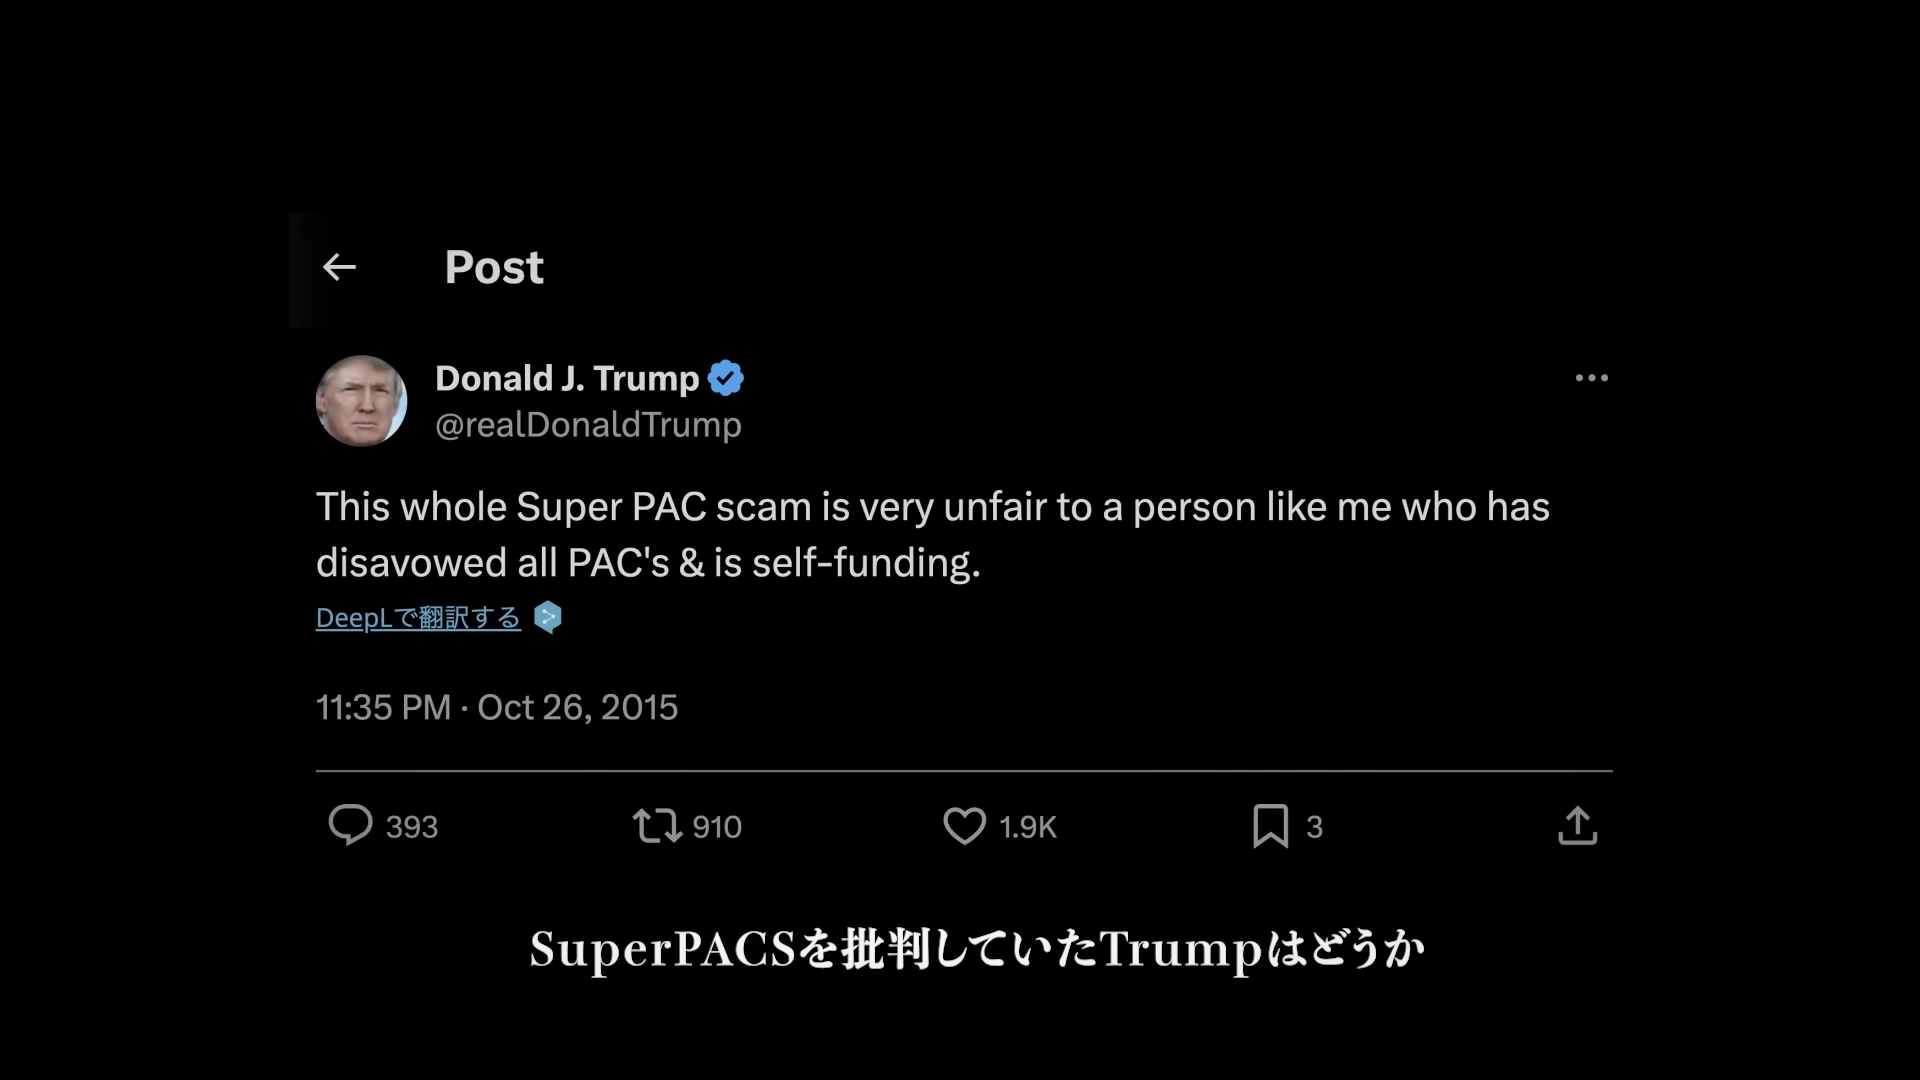 Post
Donald J. Trump
@realDonaldTrump
This whole Super PAC scam is very unfair to a person like me who has
disavowed all PAC's & is self-funding.
DeepLで翻訳する
11:35 PM · Oct 26, 2015
393 910 1.9K 3
SuperPACSを批判していたTrumpはどうか